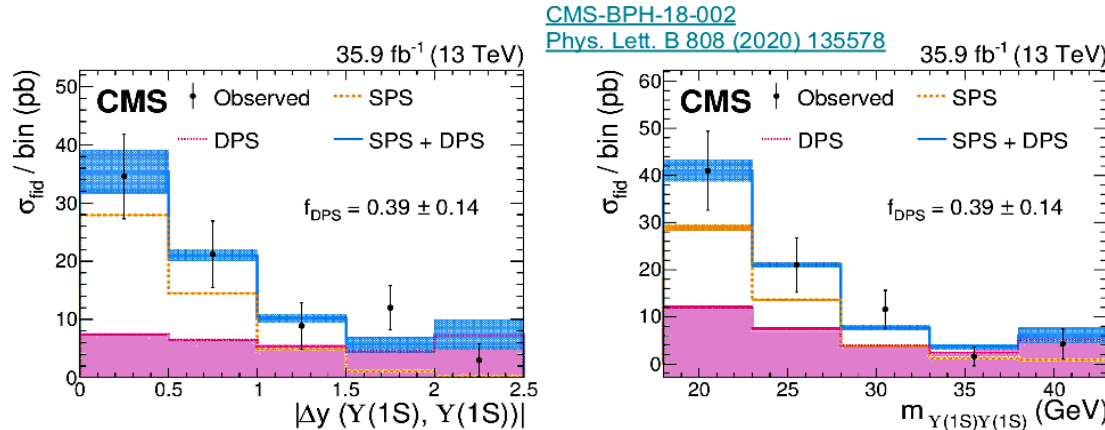 CMS-BPH-18-002
Phys. Lett. B 808 (2020) 135578
35.9 fb⁻¹ (13 TeV)
CMS
Observed
SPS
DPS
SPS + DPS
f_DPS = 0.39 ± 0.14
σ_fid / bin (pb)
50
40
30
20
10
0
0 0.5 1 1.5 2 2.5
|Δy (Υ(1S), Υ(1S))|
35.9 fb⁻¹ (13 TeV)
CMS
Observed
SPS
DPS
SPS + DPS
f_DPS = 0.39 ± 0.14
σ_fid / bin (pb)
60
50
40
30
20
10
0
20 25 30 35 40
m_Υ(1S)Υ(1S) (GeV)